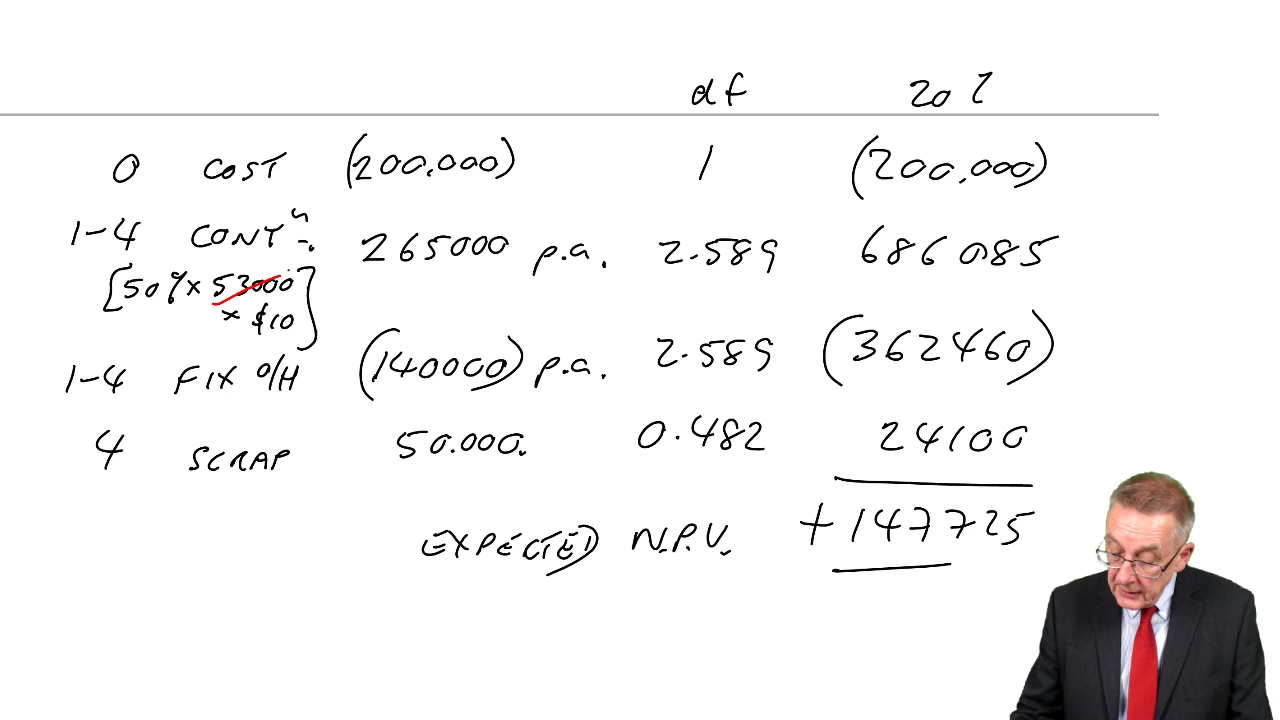 df 20%
0 COST (200,000) 1 (200,000)
1-4 CONTⁿ. 265000 p.a. 2.589 686085
[50% × 53000
× $10]
1-4 FIX O/H (140000) p.a. 2.589 (362460)
4 SCRAP 50.000. 0.482 24100
EXPECTED N.P.V. +147725